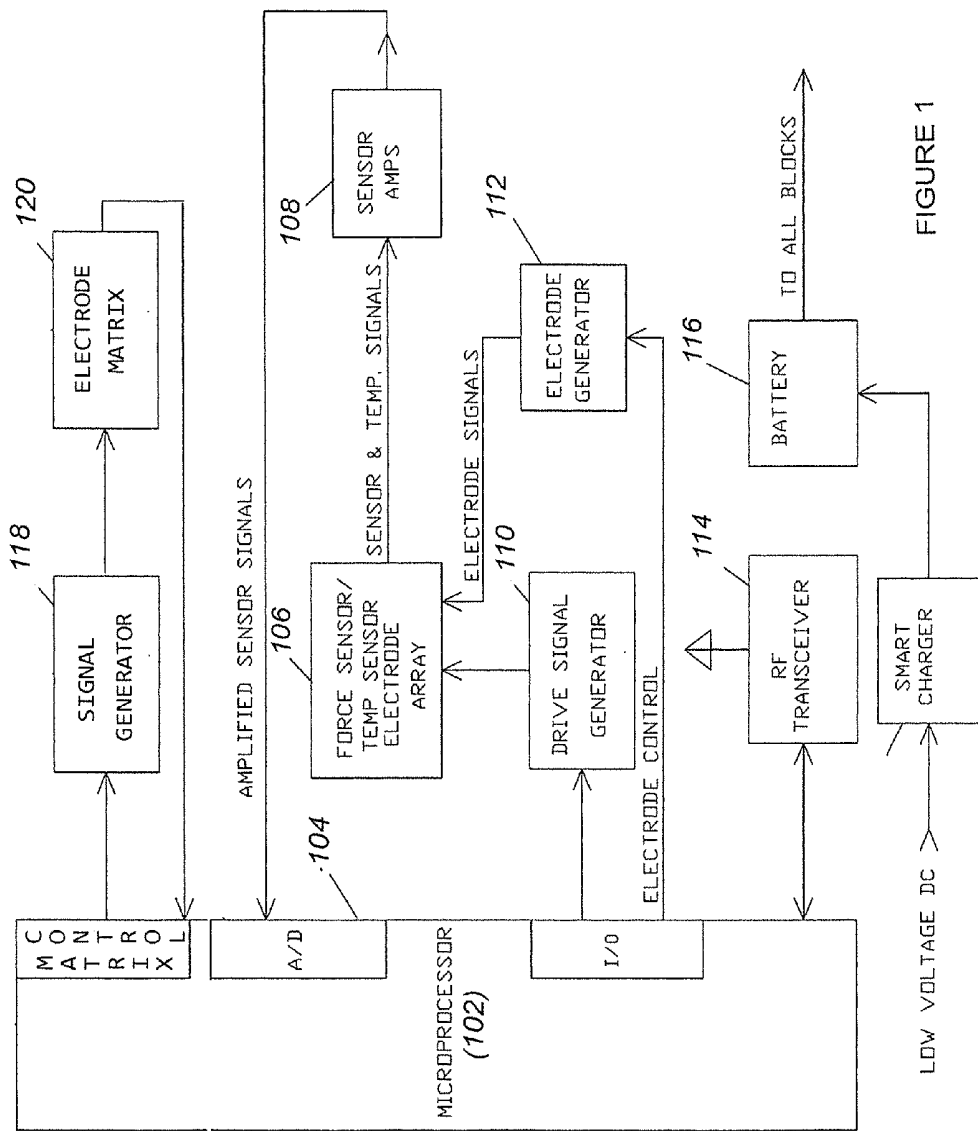 CONTROL
MATRIX
SIGNAL
GENERATOR
118
ELECTRODE
MATRIX
120
AMPLIFIED SENSOR SIGNALS
A/D
104
106
FORCE SENSOR/
TEMP SENSOR
ELECTRODE
ARRAY
SENSOR & TEMP. SIGNALS
108
SENSOR
AMPS
MICROPROCESSOR
(102)
ELECTRODE SIGNALS
110
DRIVE SIGNAL
GENERATOR
112
ELECTRODE
GENERATOR
I/O
ELECTRODE CONTROL
114
RF
TRANSCEIVER
116
BATTERY
TO ALL BLOCKS
SMART
CHARGER
LOW VOLTAGE DC
FIGURE 1